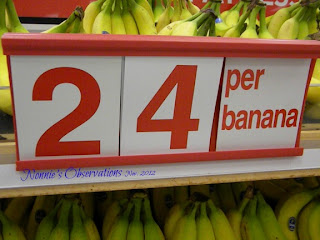 24 per
banana
Nonnie's Observations Nov. 2012